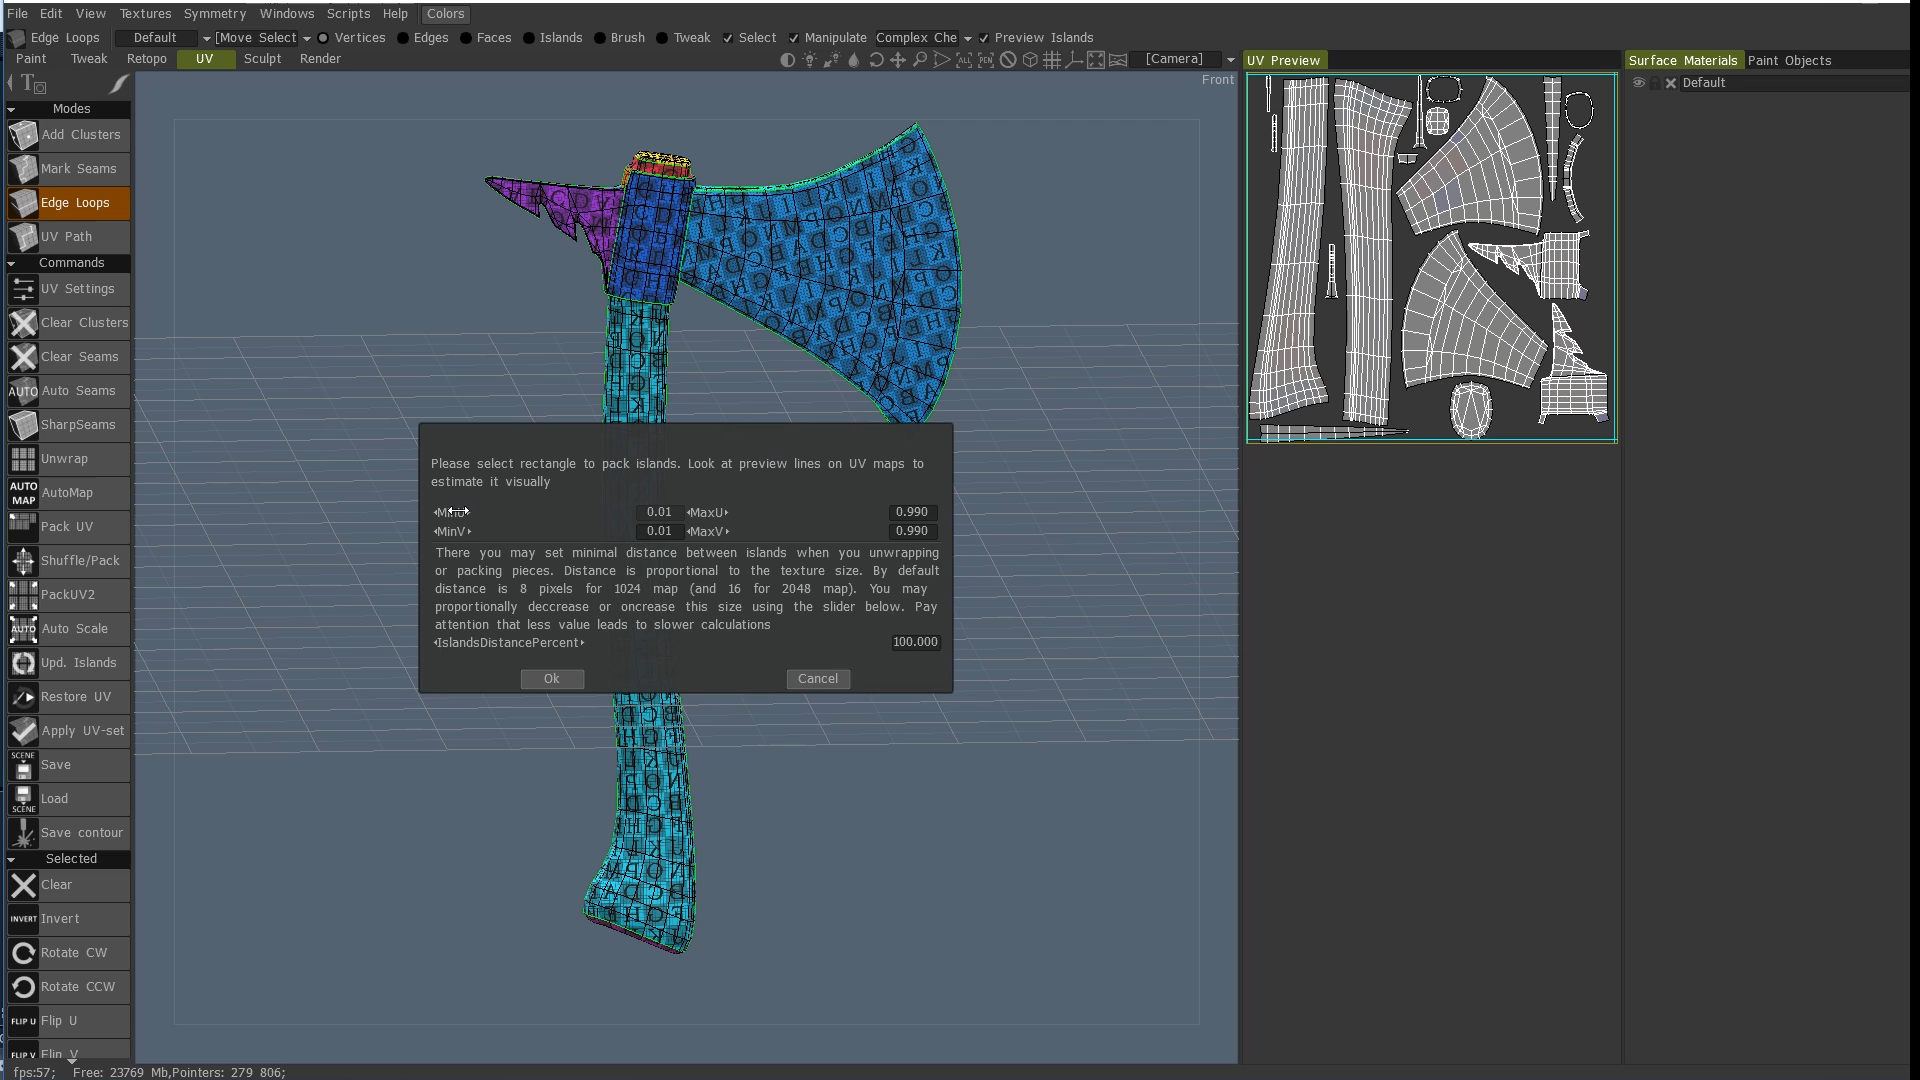 File Edit View Textures Symmetry Windows Scripts Help Colors
Edge Loops Default [Move Select Vertices Edges Faces Islands Brush Tweak Select Manipulate Complex Che Preview Islands
Paint Tweak Retopo UV Sculpt Render [Camera] UV Preview Surface Materials Paint Objects
Front
Default
Modes
Add Clusters
Mark Seams
Edge Loops
UV Path
Commands
UV Settings
Clear Clusters
Clear Seams
AUTO Auto Seams
SharpSeams
Unwrap
AUTO MAP AutoMap
Pack UV
Shuffle/Pack
PackUV2
AUTO Auto Scale
Upd. Islands
Restore UV
Apply UV-set
SCENE Save
SCENE Load
Save contour
Selected
Clear
INVERT Invert
Rotate CW
Rotate CCW
FLIP U Flip U
FLIP V Flip V
Please select rectangle to pack islands. Look at preview lines on UV maps to
estimate it visually
MinU 0.01 MaxU 0.990
MinV 0.01 MaxV 0.990
There you may set minimal distance between islands when you unwrapping
or packing pieces. Distance is proportional to the texture size. By default
distance is 8 pixels for 1024 map (and 16 for 2048 map). You may
proportionally deccrease or oncrease this size using the slider below. Pay
attention that less value leads to slower calculations
IslandsDistancePercent 100.000
Ok Cancel
fps:57; Free: 23769 Mb,Pointers: 279 806;